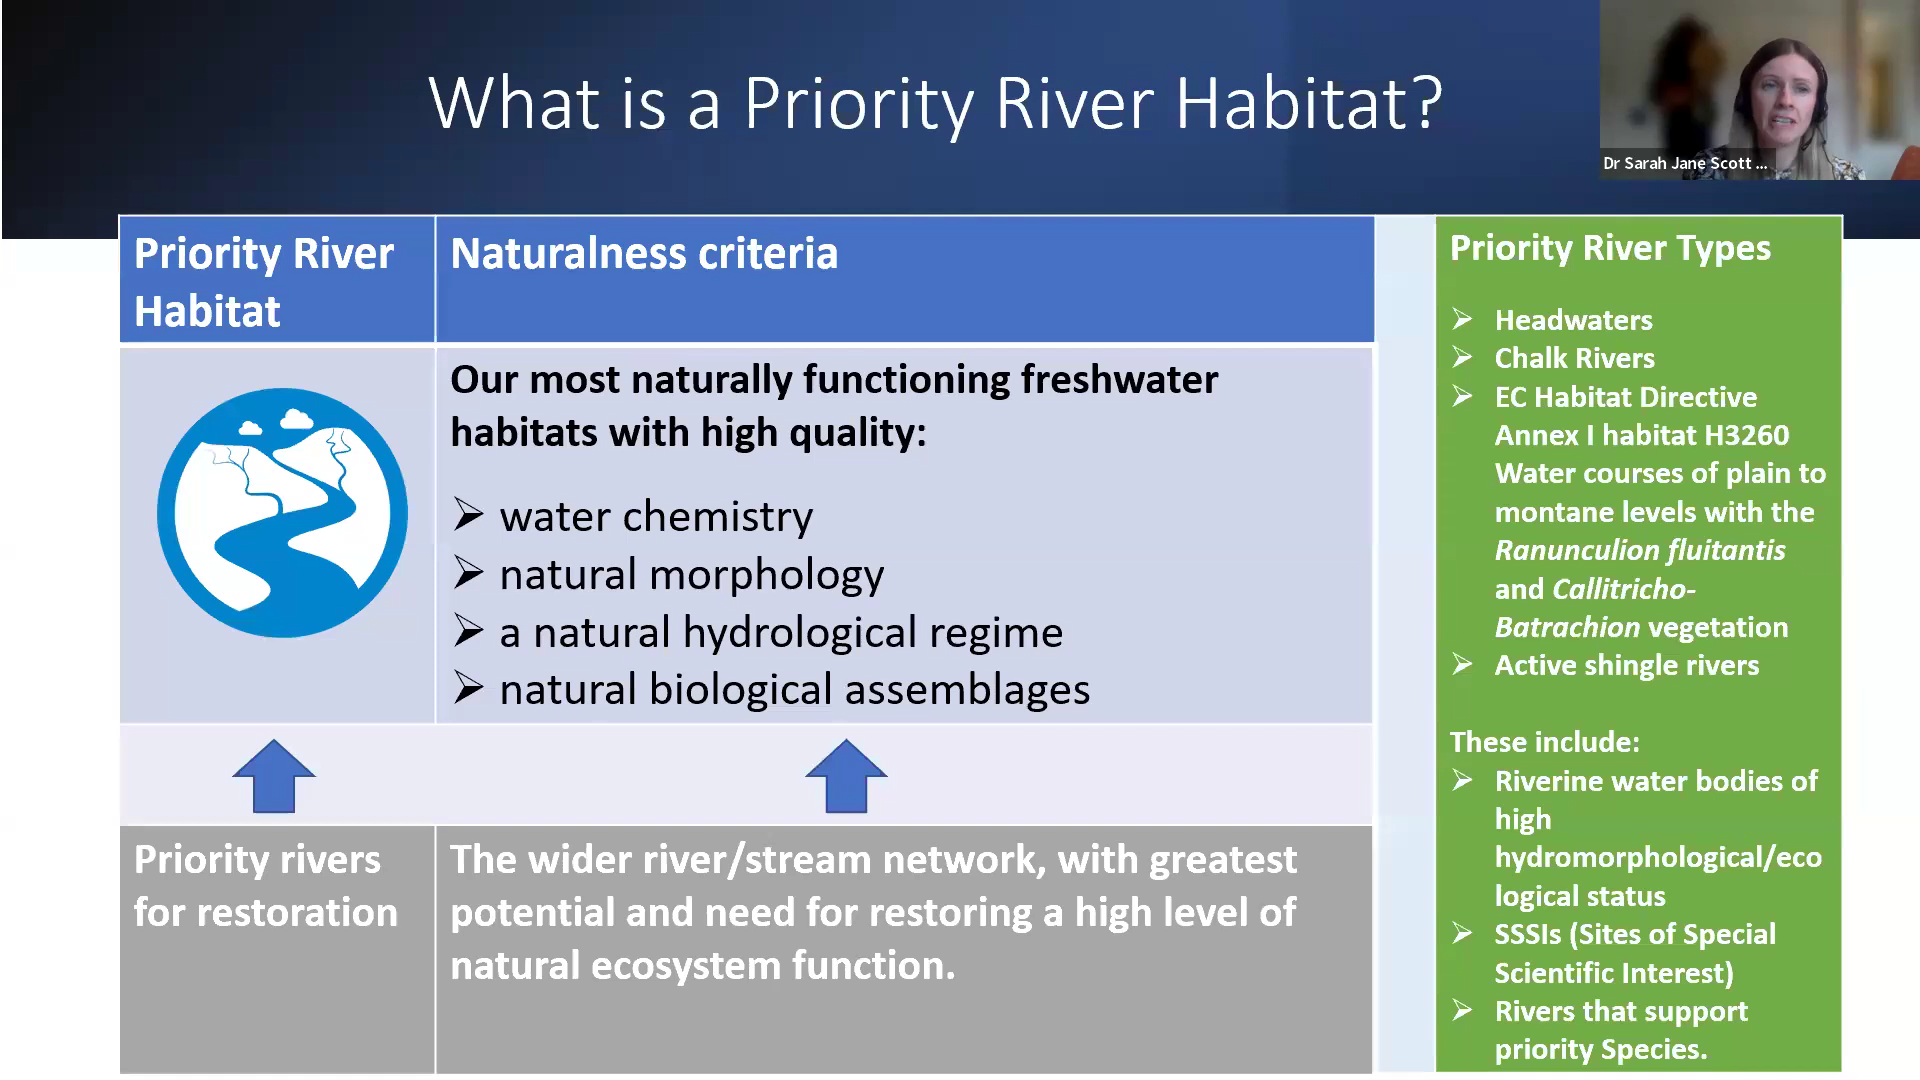 What is a Priority River Habitat?
Dr Sarah Jane Scott ...
Priority River
Habitat
Naturalness criteria
Our most naturally functioning freshwater
habitats with high quality:
➢ water chemistry
➢ natural morphology
➢ a natural hydrological regime
➢ natural biological assemblages
Priority rivers
for restoration
The wider river/stream network, with greatest
potential and need for restoring a high level of
natural ecosystem function.
Priority River Types
➢ Headwaters
➢ Chalk Rivers
➢ EC Habitat Directive
Annex I habitat H3260
Water courses of plain to
montane levels with the
Ranunculion fluitantis
and Callitricho-
Batrachion vegetation
➢ Active shingle rivers
These include:
➢ Riverine water bodies of
high
hydromorphological/eco
logical status
➢ SSSIs (Sites of Special
Scientific Interest)
➢ Rivers that support
priority Species.